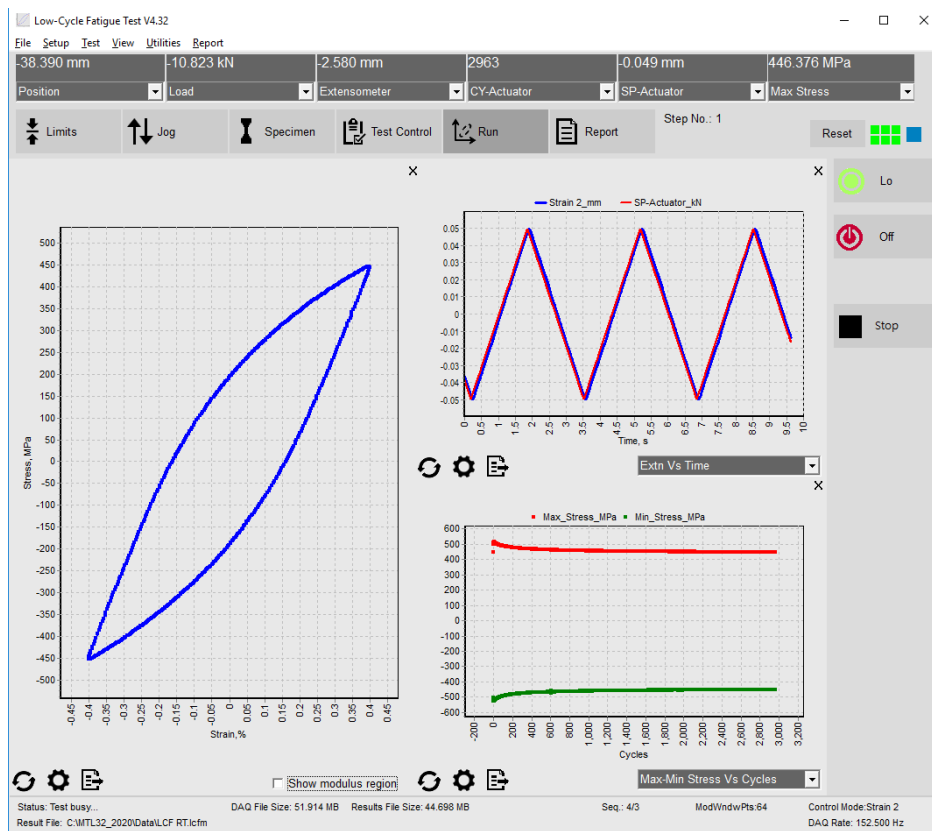 Low-Cycle Fatigue Test V4.32
File Setup Test View Utilities Report
-38.390 mm -10.823 kN -2.580 mm 2963 -0.049 mm 446.376 MPa
Position Load Extensometer CY-Actuator SP-Actuator Max Stress
Limits Jog Specimen Test Control Run Report Step No.: 1 Reset
Lo
Off
Stop
500
450
400
350
300
250
200
150
100
50
0
-50
-100
-150
-200
-250
-300
-350
-400
-450
-500
Stress, MPa
-0.45 -0.4 -0.35 -0.3 -0.25 -0.2 -0.15 -0.1 -0.05 0 0.05 0.1 0.15 0.2 0.25 0.3 0.35 0.4 0.45
Strain,%
Show modulus region
Strain 2_mm SP-Actuator_kN
0.05
0.04
0.03
0.02
0.01
0
-0.01
-0.02
-0.03
-0.04
-0.05
0 0.5 1 1.5 2 2.5 3 3.5 4 4.5 5 5.5 6 6.5 7 7.5 8 8.5 9 9.5 10
Time, s
Extn Vs Time
Max_Stress_MPa Min_Stress_MPa
600
500
400
300
200
100
0
-100
-200
-300
-400
-500
-600
-200 0 200 400 600 800 1,000 1,200 1,400 1,600 1,800 2,000 2,200 2,400 2,600 2,800 3,000 3,200
Cycles
Max-Min Stress Vs Cycles
Status: Test busy... DAQ File Size: 51.914 MB Results File Size: 44.698 MB Seq.: 4/3 ModWndwPts:64 Control Mode:Strain 2
Result File: C:\MTL32_2020\Data\LCF RT.lcfm DAQ Rate: 152.500 Hz